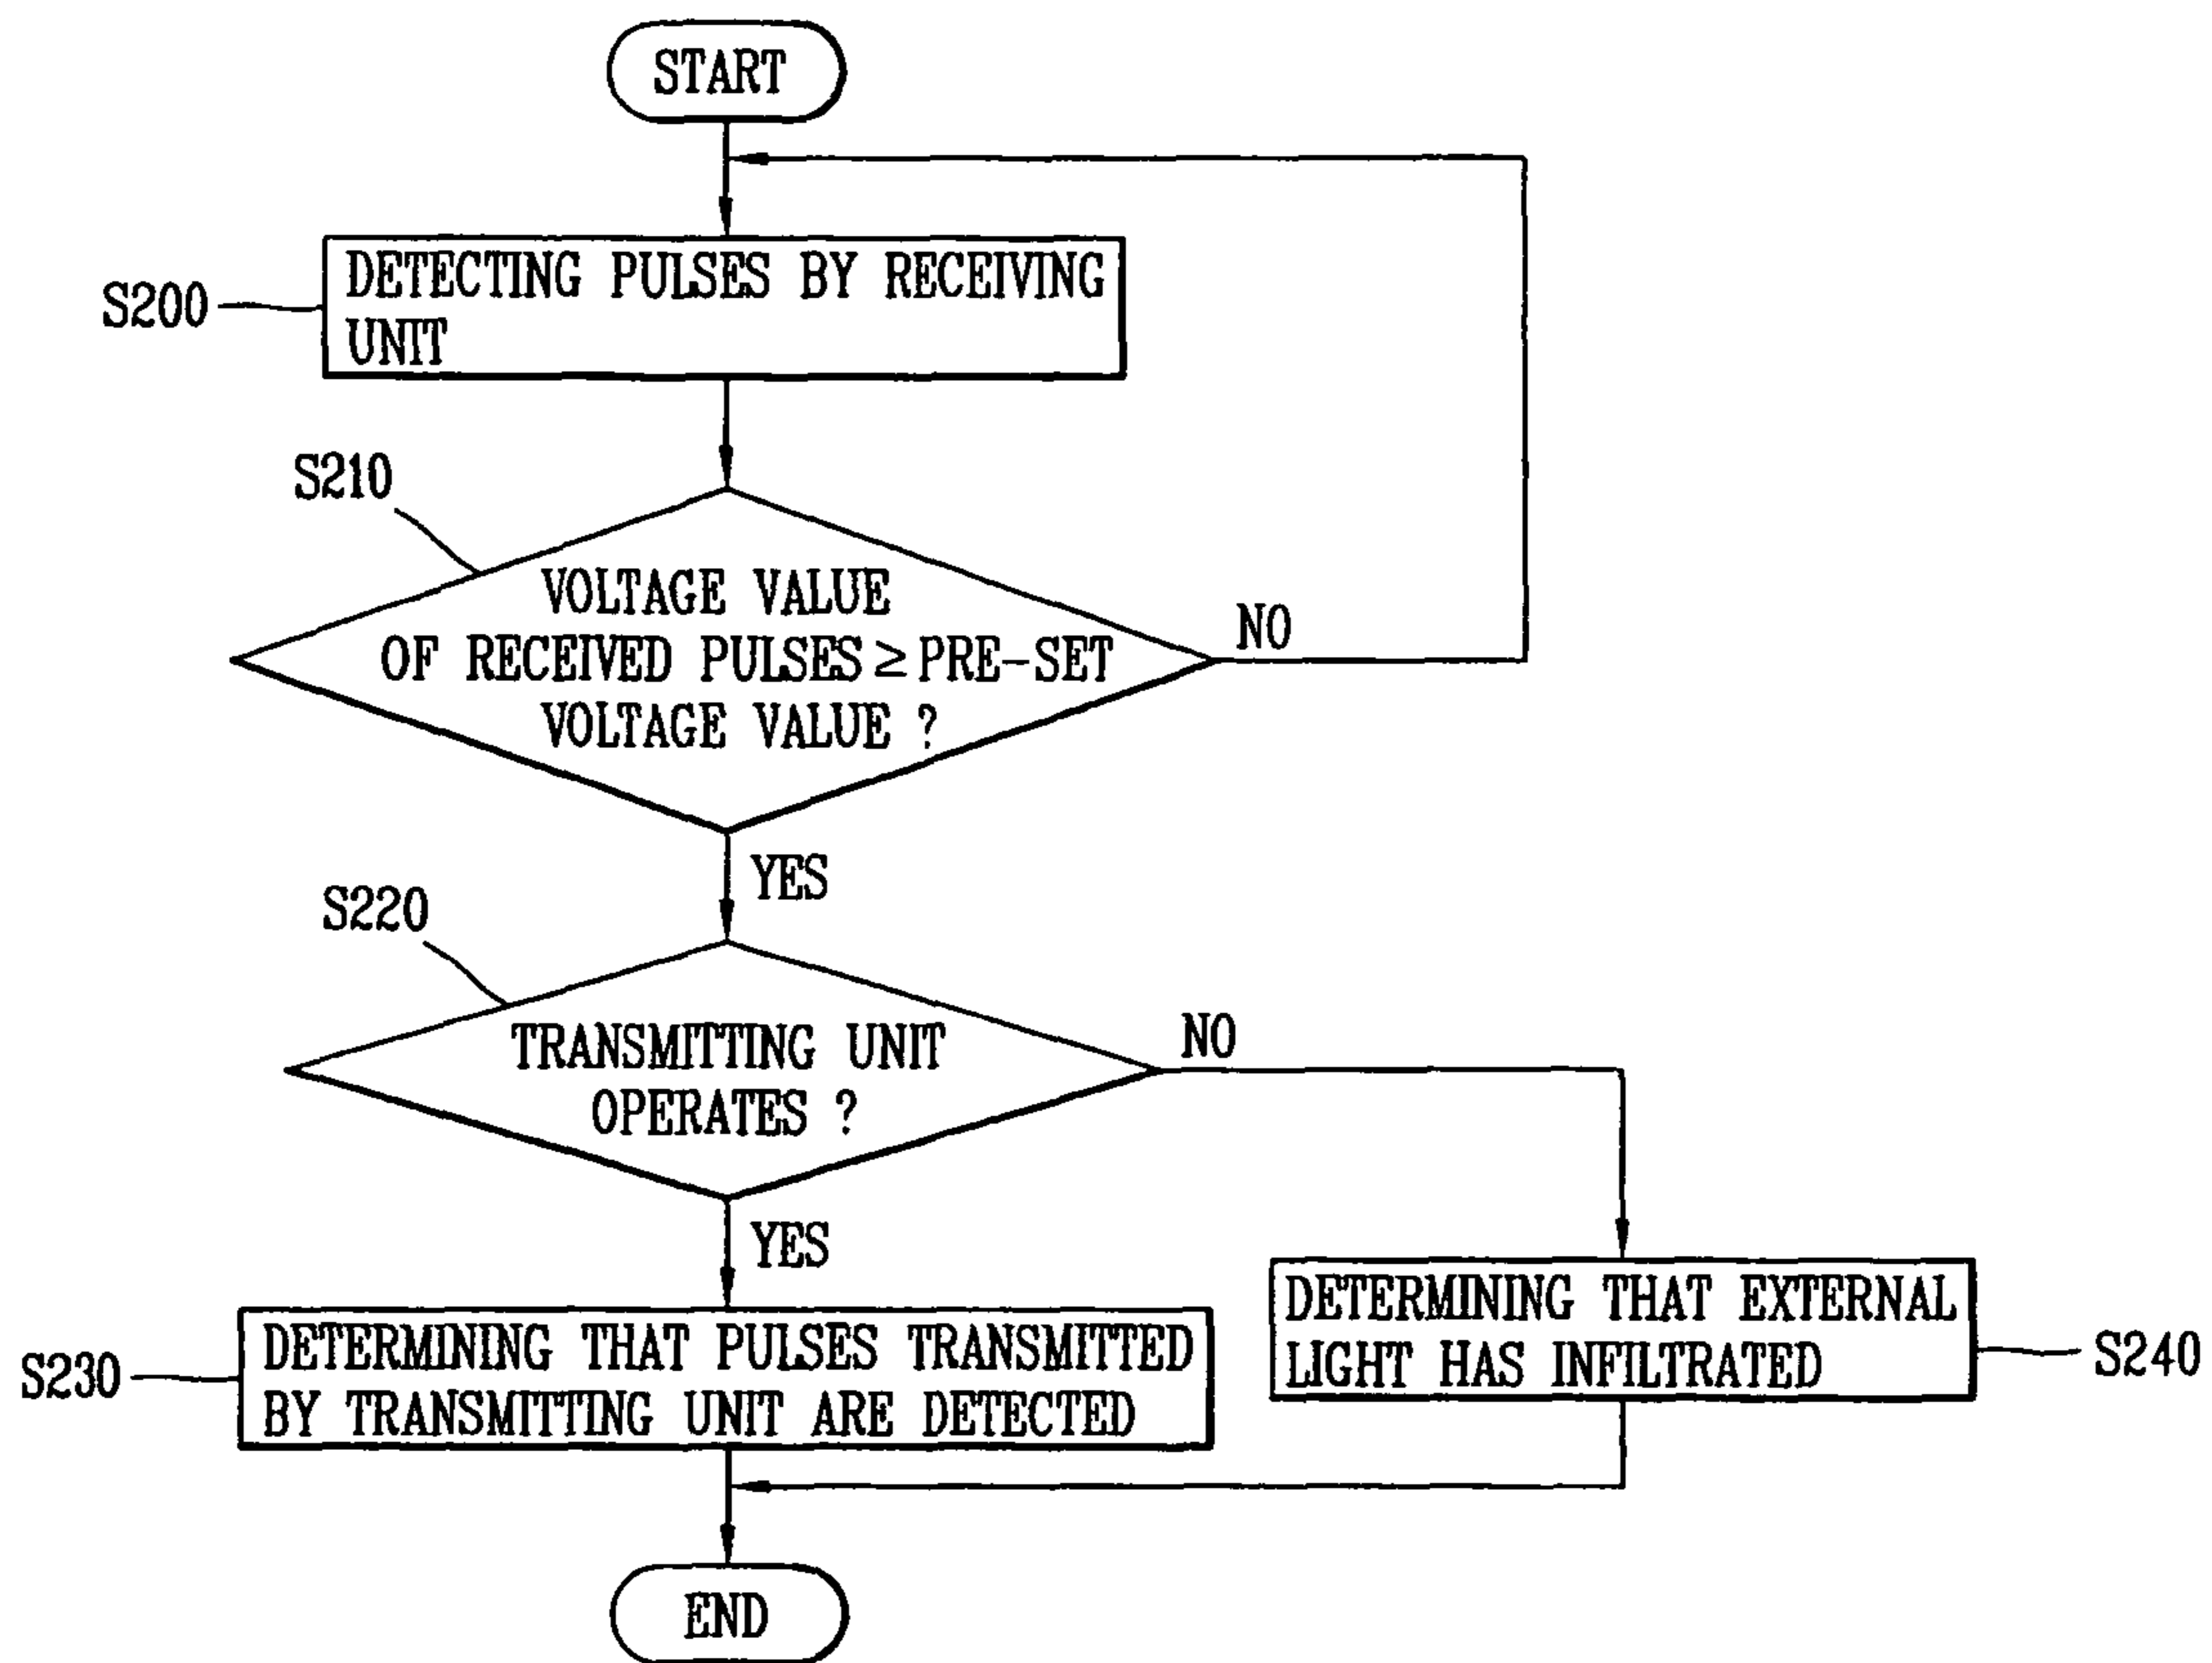 START
S200
DETECTING PULSES BY RECEIVING
UNIT
S210
VOLTAGE VALUE
OF RECEIVED PULSES ≥ PRE-SET
VOLTAGE VALUE ?
NO
YES
S220
TRANSMITTING UNIT
OPERATES ?
NO
YES
S230
DETERMINING THAT PULSES TRANSMITTED
BY TRANSMITTING UNIT ARE DETECTED
DETERMINING THAT EXTERNAL
LIGHT HAS INFILTRATED
S240
END